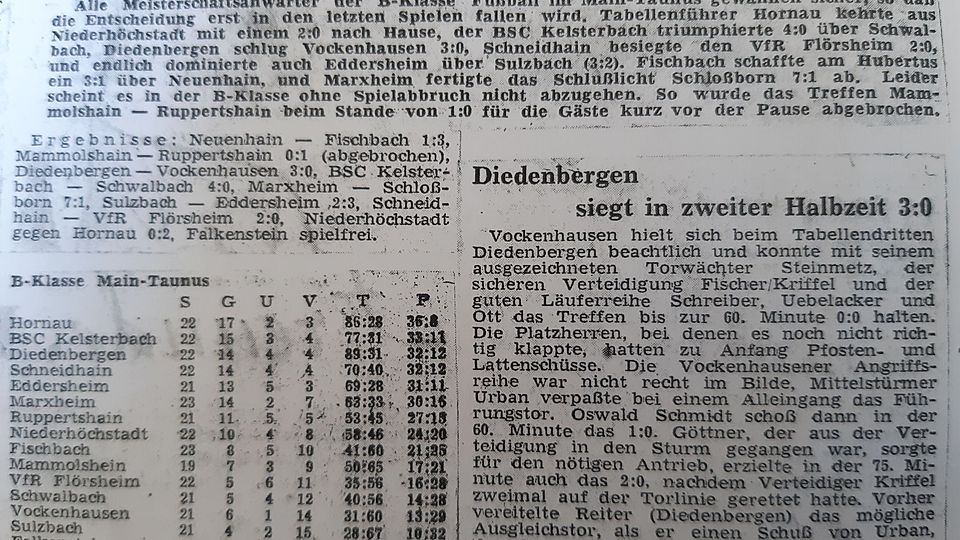 Alle Meisterschaftsanwärter der B-Klasse Fußball im Main-Taunus gewannen sicher, so daß
die Entscheidung erst in den letzten Spielen fallen wird. Tabellenführer Hornau kehrte aus
Niederhöchstadt mit einem 2:0 nach Hause, der BSC Kelsterbach triumphierte 4:0 über Schwal-
bach, Diedenbergen schlug Vockenhausen 3:0, Schneidhain besiegte den VfR Flörsheim 2:0,
und endlich dominierte auch Eddersheim über Sulzbach (3:2). Fischbach schaffte am Hubertus
ein 3:1 über Neuenhain, und Marxheim fertigte das Schlußlicht Schloßborn 7:1 ab. Leider
scheint es in der B-Klasse ohne Spielabbruch nicht abzugehen. So wurde das Treffen Mam-
molshain — Ruppertshain beim Stande von 1:0 für die Gäste kurz vor der Pause abgebrochen.
Ergebnisse: Neuenhain — Fischbach 1:3,
Mammolshain — Ruppertshain 0:1 (abgebrochen),
Diedenbergen — Vockenhausen 3:0, BSC Kelster-
bach — Schwalbach 4:0, Marxheim — Schloß-
born 7:1, Sulzbach — Eddersheim 2:3, Schneid-
hain — VfR Flörsheim 2:0, Niederhöchstadt
gegen Hornau 0:2, Falkenstein spielfrei.
B-Klasse Main-Taunus
S G U V T P
Hornau 22 17 2 3 86:28 36:8
BSC Kelsterbach 22 15 3 4 77:31 33:11
Diedenbergen 22 14 4 4 89:31 32:12
Schneidhain 22 14 4 4 70:40 32:12
Eddersheim 21 13 5 3 69:28 31:11
Marxheim 23 14 2 7 63:33 30:16
Ruppertshain 21 11 5 5 53:45 27:15
Niederhöchstadt 22 10 4 8 58:46 24:20
Fischbach 23 8 5 10 41:60 21:25
Mammolshein 19 7 3 9 50:65 17:21
VfR Flörsheim 22 5 6 11 35:56 16:28
Schwalbach 21 5 4 12 40:56 14:28
Vockenhausen 21 6 1 14 31:60 13:29
Sulzbach 21 4 2 15 28:67 10:32
Diedenbergen
siegt in zweiter Halbzeit 3:0
Vockenhausen hielt sich beim Tabellendritten
Diedenbergen beachtlich und konnte mit seinem
ausgezeichneten Torwächter Steinmetz, der
sicheren Verteidigung Fischer/Kriffel und der
guten Läuferreihe Schreiber, Uebelacker und
Ott das Treffen bis zur 60. Minute 0:0 halten.
Die Platzherren, bei denen es noch nicht rich-
tig klappte, hatten zu Anfang Pfosten- und
Lattenschüsse. Die Vockenhausener Angriffs-
reihe war nicht recht im Bilde, Mittelstürmer
Urban verpaßte bei einem Alleingang das Füh-
rungstor. Oswald Schmidt schoß dann in der
60. Minute das 1:0. Göttner, der aus der Ver-
teidigung in den Sturm gegangen war, sorgte
für den nötigen Antrieb, erzielte in der 75. Mi-
nute auch das 2:0, nachdem Verteidiger Kriffel
zweimal auf der Torlinie gerettet hatte. Vorher
vereitelte Reiter (Diedenbergen) das mögliche
Ausgleichstor, als er einen Schuß von Urban,